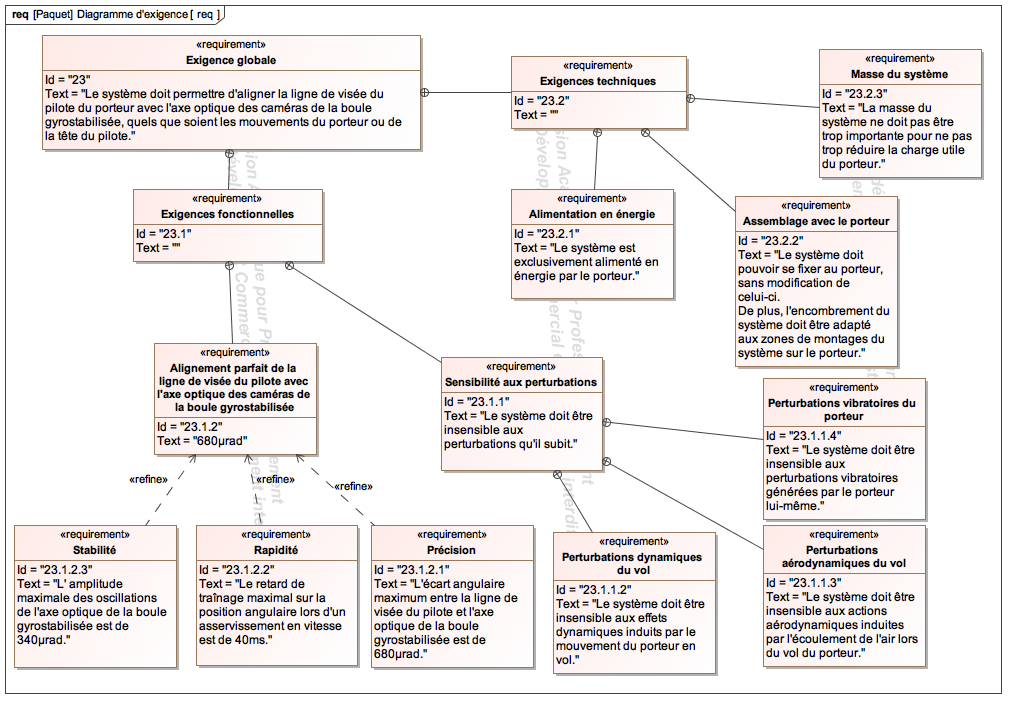 req [Paquet] Diagramme d'exigence [ req ]
«requirement»
Exigence globale
Id = "23"
Text = "Le système doit permettre d'aligner la ligne de visée du
pilote du porteur avec l'axe optique des caméras de la boule
gyrostabilisée, quels que soient les mouvements du porteur ou de
la tête du pilote."
«requirement»
Exigences techniques
Id = "23.2"
Text = ""
«requirement»
Masse du système
Id = "23.2.3"
Text = "La masse du
système ne doit pas être
trop importante pour ne pas
trop réduire la charge utile
du porteur."
«requirement»
Exigences fonctionnelles
Id = "23.1"
Text = ""
«requirement»
Alimentation en énergie
Id = "23.2.1"
Text = "Le système est
exclusivement alimenté en
énergie par le porteur."
«requirement»
Assemblage avec le porteur
Id = "23.2.2"
Text = "Le système doit
pouvoir se fixer au porteur,
sans modification de
celui-ci.
De plus, l'encombrement du
système doit être adapté
aux zones de montages du
système sur le porteur."
«requirement»
Alignement parfait de la
ligne de visée du pilote avec
l'axe optique des caméras de
la boule gyrostabilisée
Id = "23.1.2"
Text = "680µrad"
«requirement»
Sensibilité aux perturbations
Id = "23.1.1"
Text = "Le système doit être
insensible aux
perturbations qu'il subit."
«requirement»
Perturbations vibratoires du
porteur
Id = "23.1.1.4"
Text = "Le système doit être
insensible aux
perturbations vibratoires
générées par le porteur
lui-même."
«refine»
«refine»
«refine»
«requirement»
Stabilité
Id = "23.1.2.3"
Text = "L' amplitude
maximale des oscillations
de l'axe optique de la boule
gyrostabilisée est de
340µrad."
«requirement»
Rapidité
Id = "23.1.2.2"
Text = "Le retard de
traînage maximal sur la
position angulaire lors d'un
asservissement en vitesse
est de 40ms."
«requirement»
Précision
Id = "23.1.2.1"
Text = "L'écart angulaire
maximum entre la ligne de
visée du pilote et l'axe
optique de la boule
gyrostabilisée est de
680µrad."
«requirement»
Perturbations dynamiques
du vol
Id = "23.1.1.2"
Text = "Le système doit être
insensible aux effets
dynamiques induits par le
mouvement du porteur en
vol."
«requirement»
Perturbations
aérodynamiques du vol
Id = "23.1.1.3"
Text = "Le système doit être
insensible aux actions
aérodynamiques induites
par l'écoulement de l'air lors
du vol du porteur."